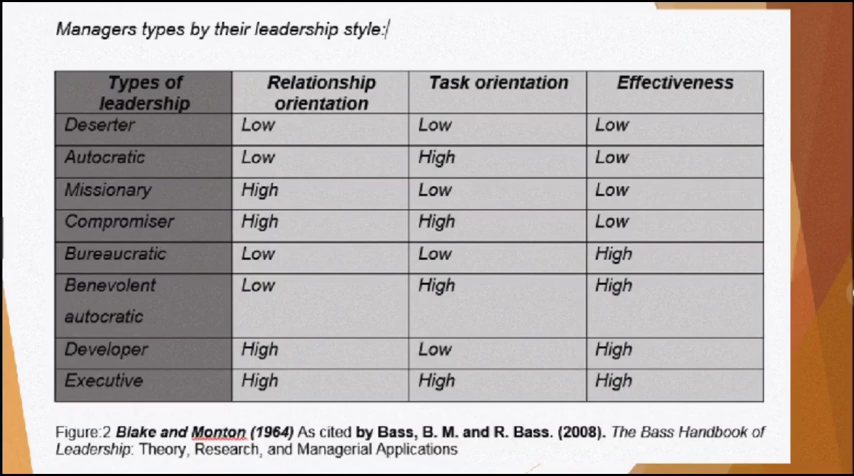 Managers types by their leadership style:
Types of leadership Relationship orientation Task orientation Effectiveness
Deserter Low Low Low
Autocratic Low High Low
Missionary High Low Low
Compromiser High High Low
Bureaucratic Low Low High
Benevolent autocratic Low High High
Developer High Low High
Executive High High High
Figure:2 Blake and Monton (1964) As cited by Bass, B. M. and R. Bass. (2008). The Bass Handbook of
Leadership: Theory, Research, and Managerial Applications